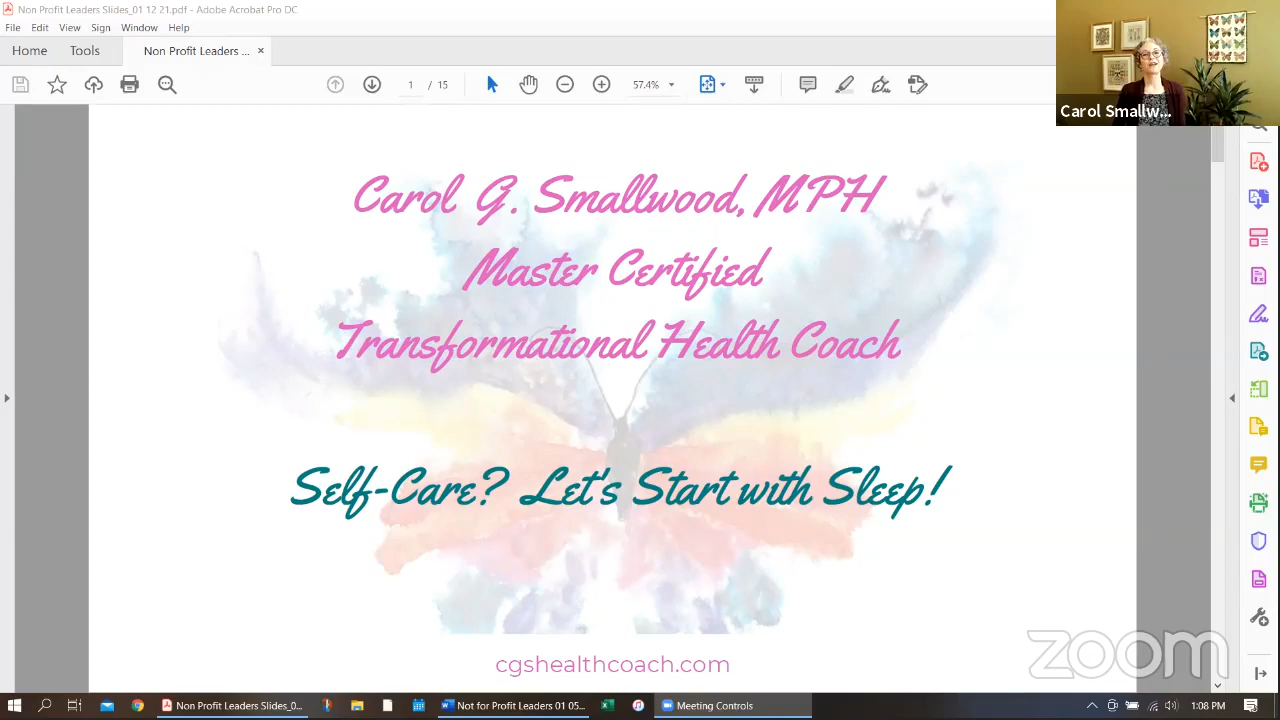 Non Profit Leaders Slides_01 12 21.pdf - Adobe Acrobat Pro DC
File Edit View Sign Window Help
Home Tools Non Profit Leaders ... ×
/ 15 57.4%
Carol Smallw...
Carol G. Smallwood, MPH
Master Certified
Transformational Health Coach
Self-Care? Let's Start with Sleep!
cgshealthcoach.com
zoom
Non Profit Leaders Slides_0... Not for Profit Leaders 01 05... Meeting Controls 1:08 PM